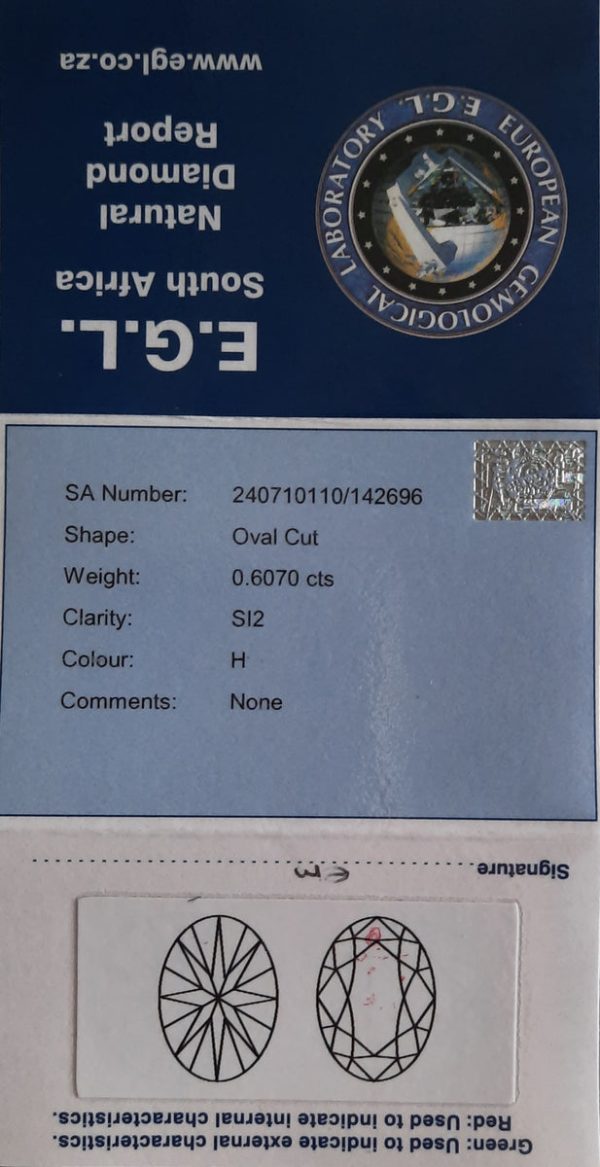 E.G.L.
South Africa
Natural
Diamond
Report
www.egl.co.za
EUROPEAN GEMOLOGICAL LABORATORY
E.G.L.
SA Number: 240710110/142696
Shape: Oval Cut
Weight: 0.6070 cts
Clarity: SI2
Colour: H
Comments: None
Green: Used to indicate external characteristics.
Red: Used to indicate internal characteristics.
Signature